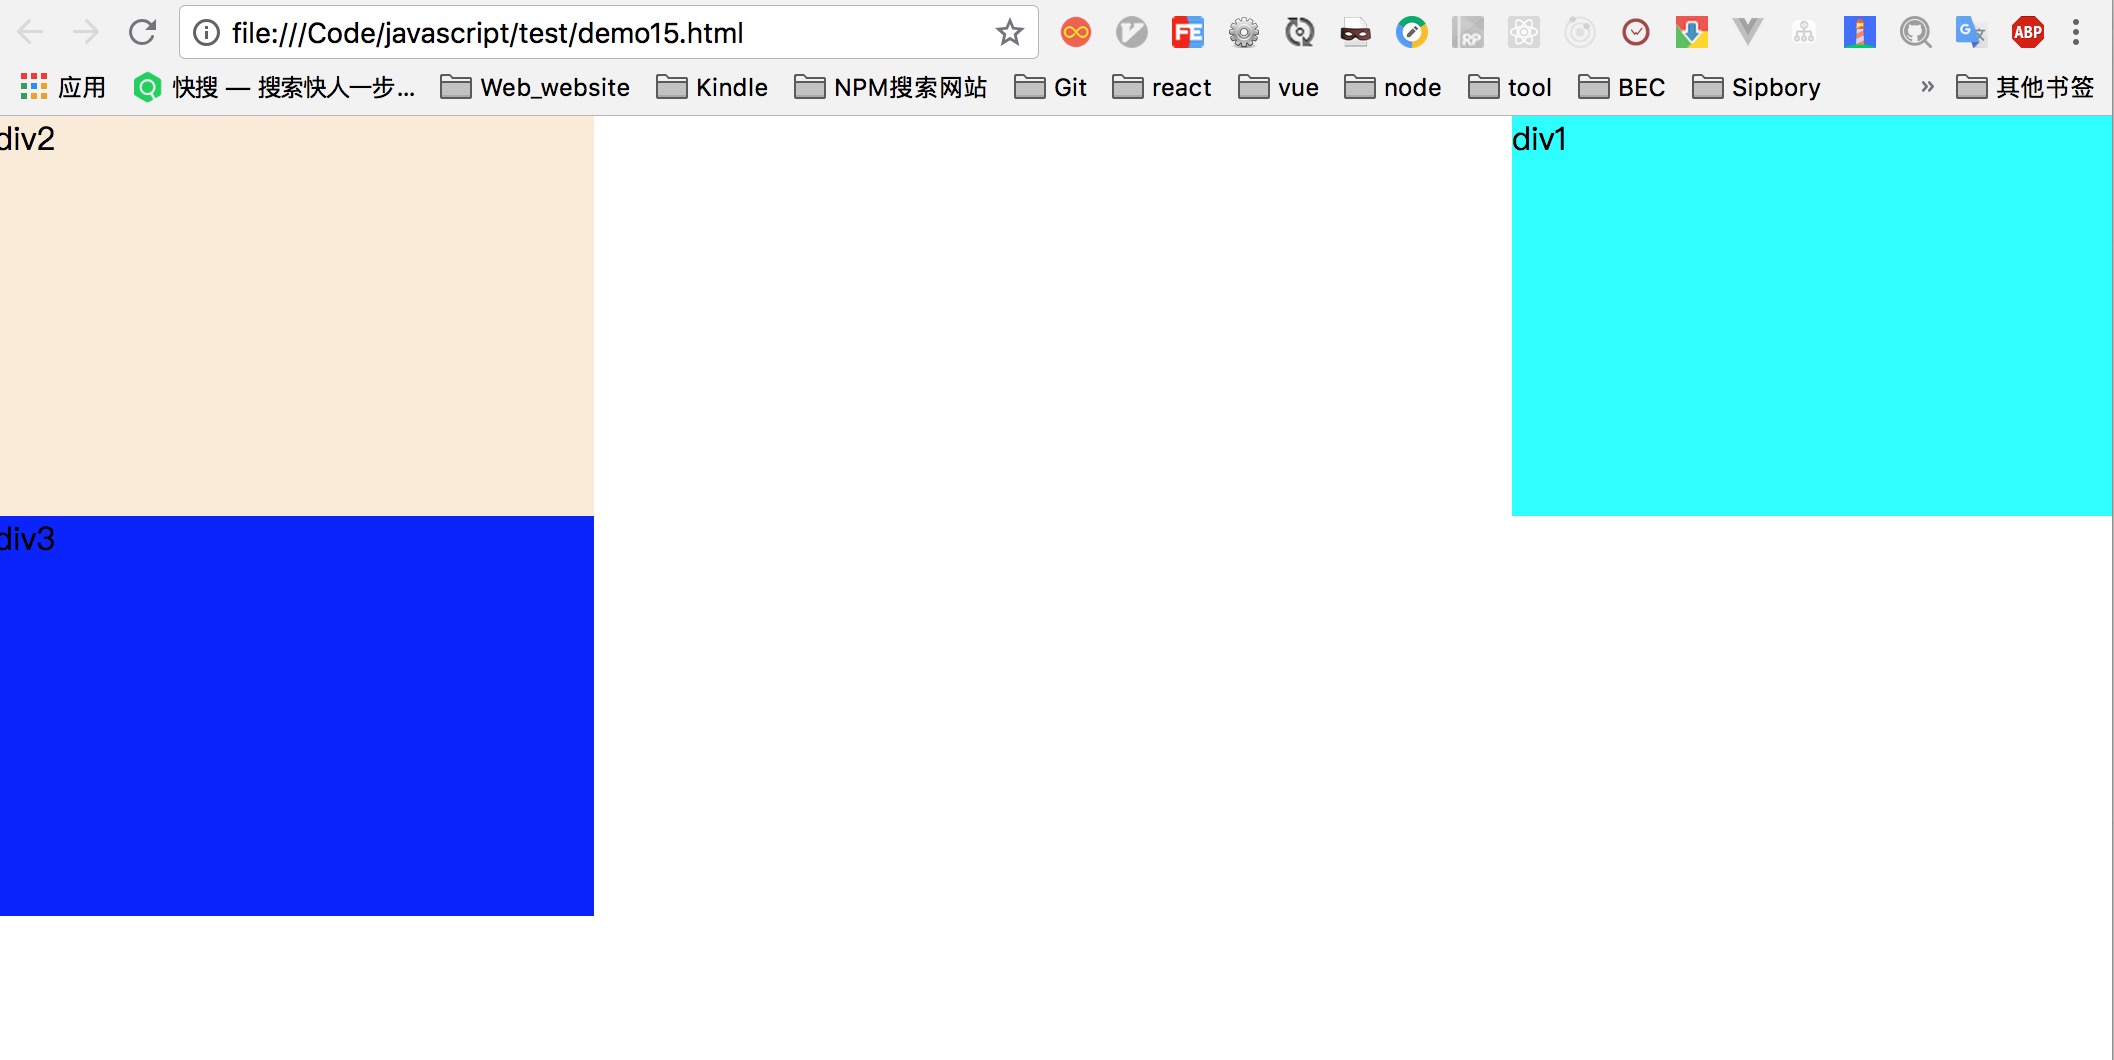 file:///Code/javascript/test/demo15.html
FE
RP
G
ABP
应用 快搜 — 搜索快人一步... Web_website Kindle NPM搜索网站 Git react vue node tool BEC Sipbory » 其他书签
div2
div1
div3